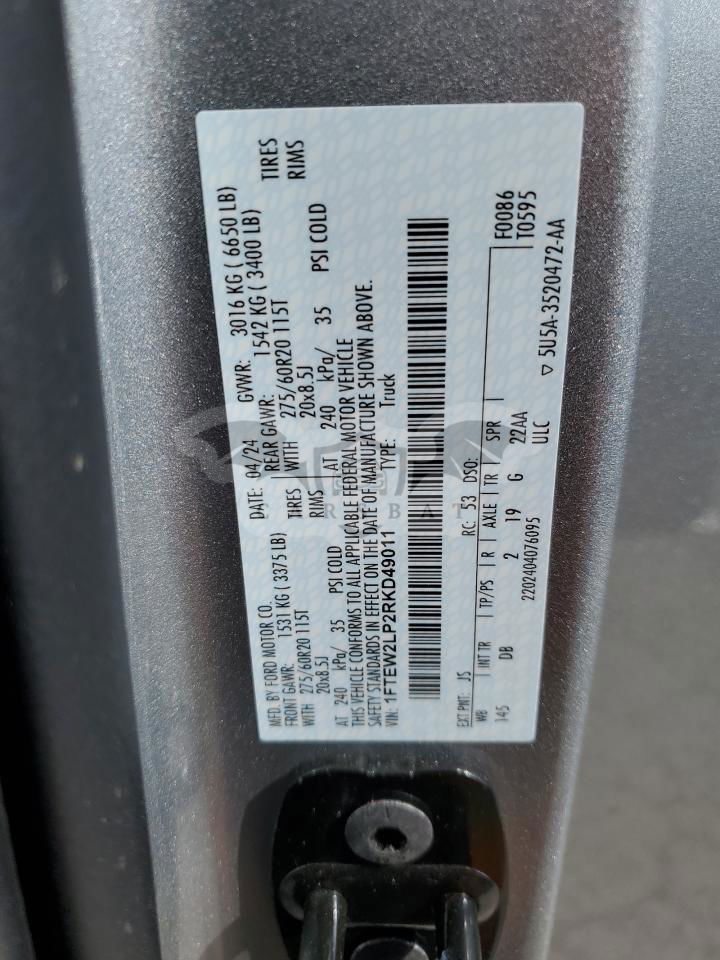 MFD. BY FORD MOTOR CO.
DATE: 04/24
GVWR: 3016 KG ( 6650 LB)
FRONT GAWR: 1531 KG (3375 LB)
REAR GAWR: 1542 KG ( 3400 LB)
WITH 275/60R20 115T TIRES
WITH 275/60R20 115T TIRES
20x8.5J RIMS
20x8.5J RIMS
AT 240 kPa/ 35 PSI COLD
AT 240 kPa/ 35 PSI COLD
THIS VEHICLE CONFORMS TO ALL APPLICABLE FEDERAL MOTOR VEHICLE
SAFETY STANDARDS IN EFFECT ON THE DATE OF MANUFACTURE SHOWN ABOVE.
VIN: 1FTEW2LP2RKD49011
TYPE: Truck
EXT PNT: JS RC: 53 DSO: F0086
WB INT TR TP/PS R AXLE TR SPR T0595
145 DB 2 19 G 22AA
2202404076095 ULC
▽ 5U5A-3520472-AA